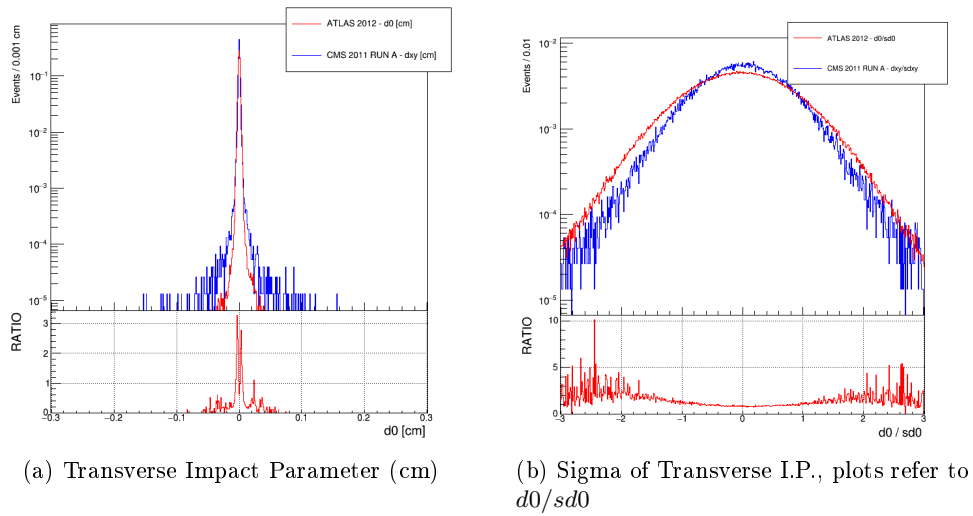 ATLAS 2012 - d0 [cm]
CMS 2011 RUN A - dxy [cm]
Events / 0.001 cm
10⁻¹
10⁻²
10⁻³
10⁻⁴
10⁻⁵
RATIO
3
2
1
0
−0.3 −0.2 −0.1 0 0.1 0.2 0.3
d0 [cm]
(a) Transverse Impact Parameter (cm)
ATLAS 2012 - d0/sd0
CMS 2011 RUN A - dxy/sdxy
Events / 0.01
10⁻²
10⁻³
10⁻⁴
10⁻⁵
RATIO
10
5
0
−3 −2 −1 0 1 2 3
d0 / sd0
(b) Sigma of Transverse I.P., plots refer to
d0/sd0